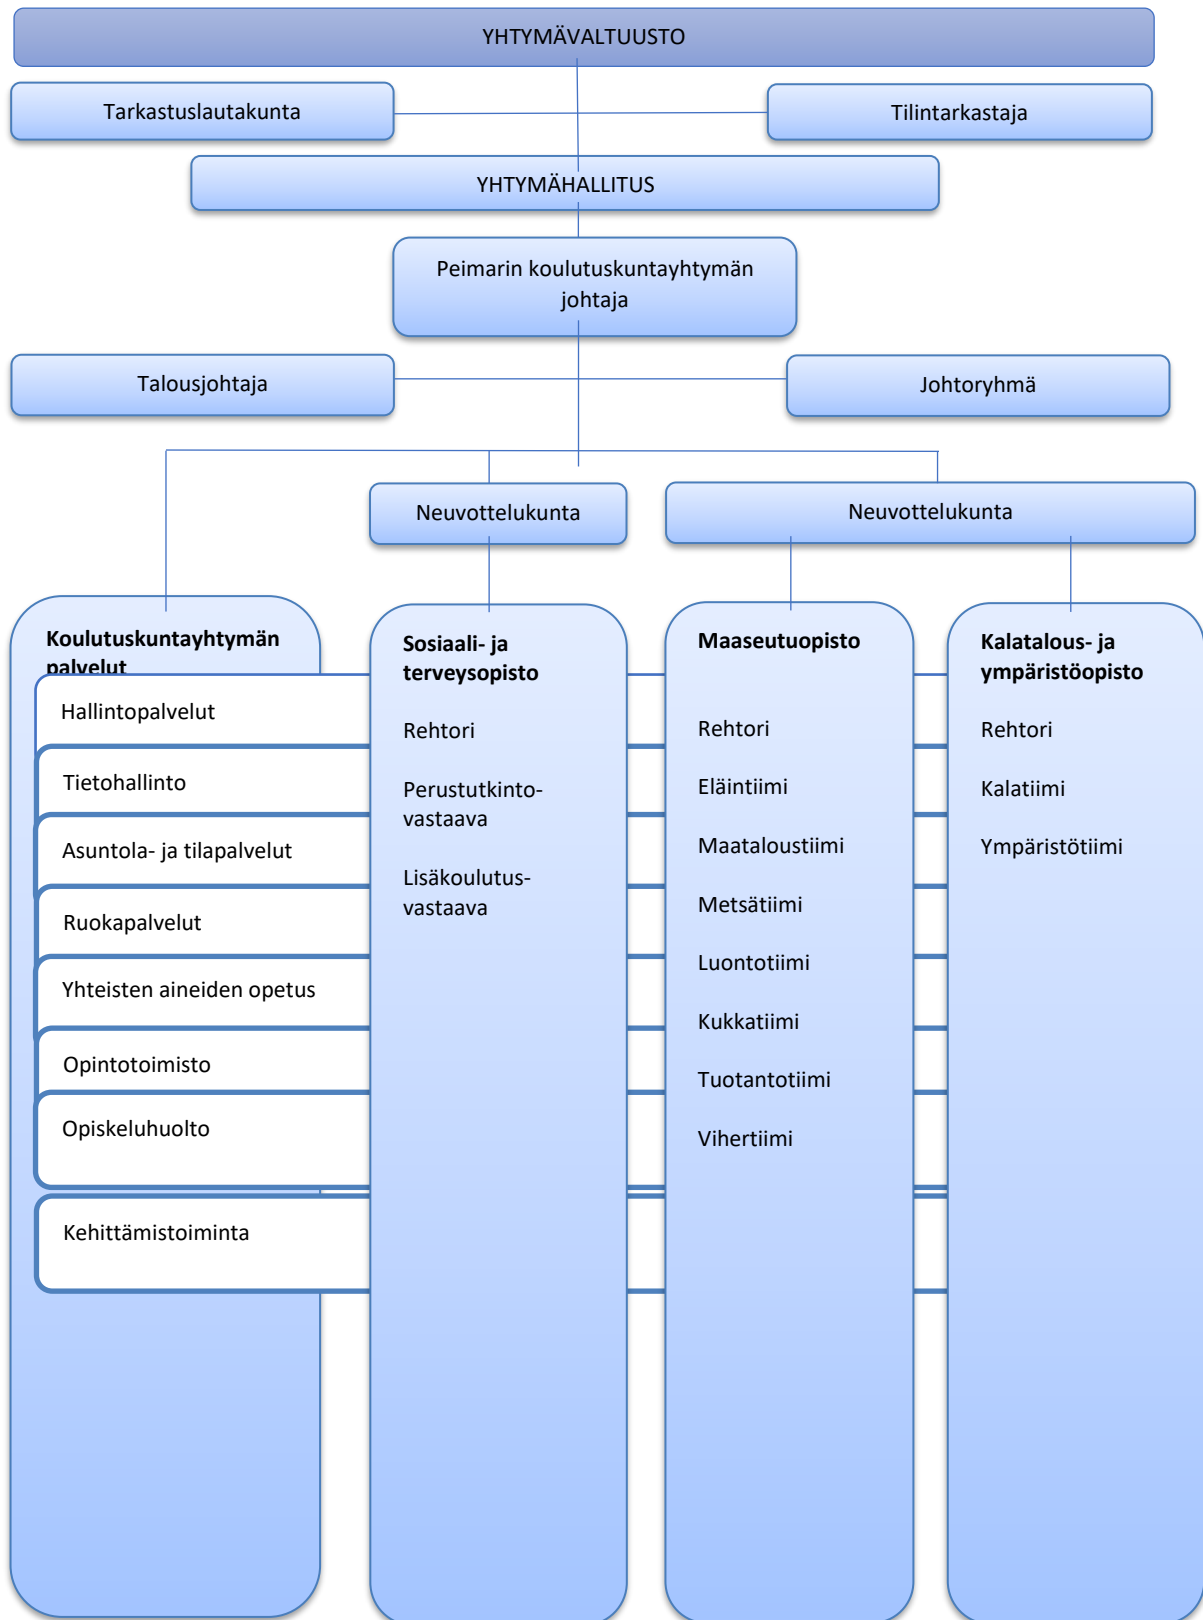 YHTYMÄVALTUUSTO
Tarkastuslautakunta
Tilintarkastaja
YHTYMÄHALLITUS
Peimarin koulutuskuntayhtymän
johtaja
Talousjohtaja
Johtoryhmä
Neuvottelukunta
Neuvottelukunta
Koulutuskuntayhtymän
palvelut
Hallintopalvelut
Tietohallinto
Asuntola- ja tilapalvelut
Ruokapalvelut
Yhteisten aineiden opetus
Opintotoimisto
Opiskeluhuolto
Kehittämistoiminta
Sosiaali- ja
terveysopisto
Rehtori
Perustutkinto-
vastaava
Lisäkoulutus-
vastaava
Maaseutuopisto
Rehtori
Eläintiimi
Maataloustiimi
Metsätiimi
Luontotiimi
Kukkatiimi
Tuotantotiimi
Vihertiimi
Kalatalous- ja
ympäristöopisto
Rehtori
Kalatiimi
Ympäristötiimi